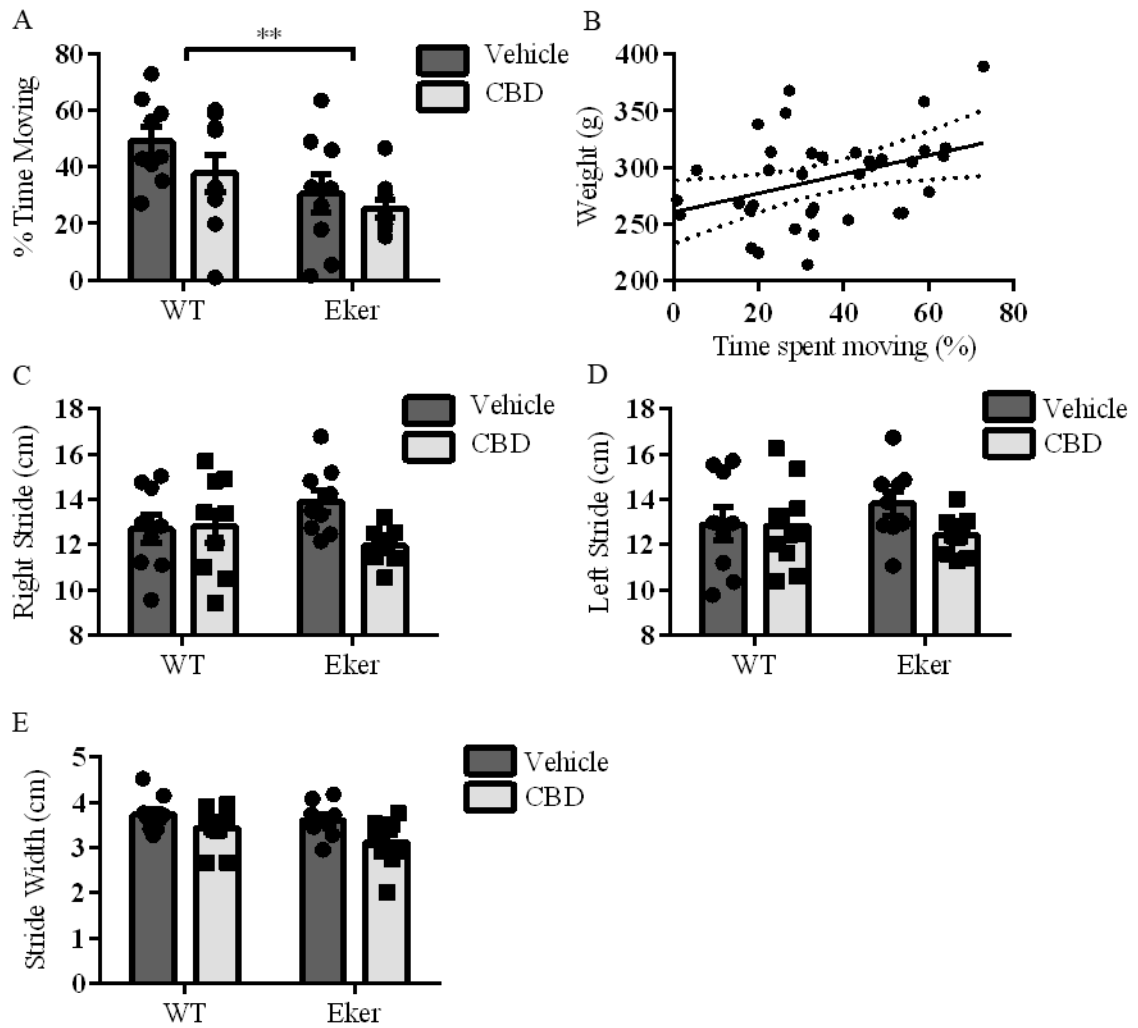 A
**
Vehicle
CBD
% Time Moving
80
60
40
20
0
WT Eker
B
Weight (g)
400
350
300
250
200
0 20 40 60 80
Time spent moving (%)
C
Vehicle
CBD
Right Stride (cm)
18
16
14
12
10
8
WT Eker
D
Vehicle
CBD
Left Stride (cm)
18
16
14
12
10
8
WT Eker
E
Vehicle
CBD
Stride Width (cm)
5
4
3
2
1
0
WT Eker